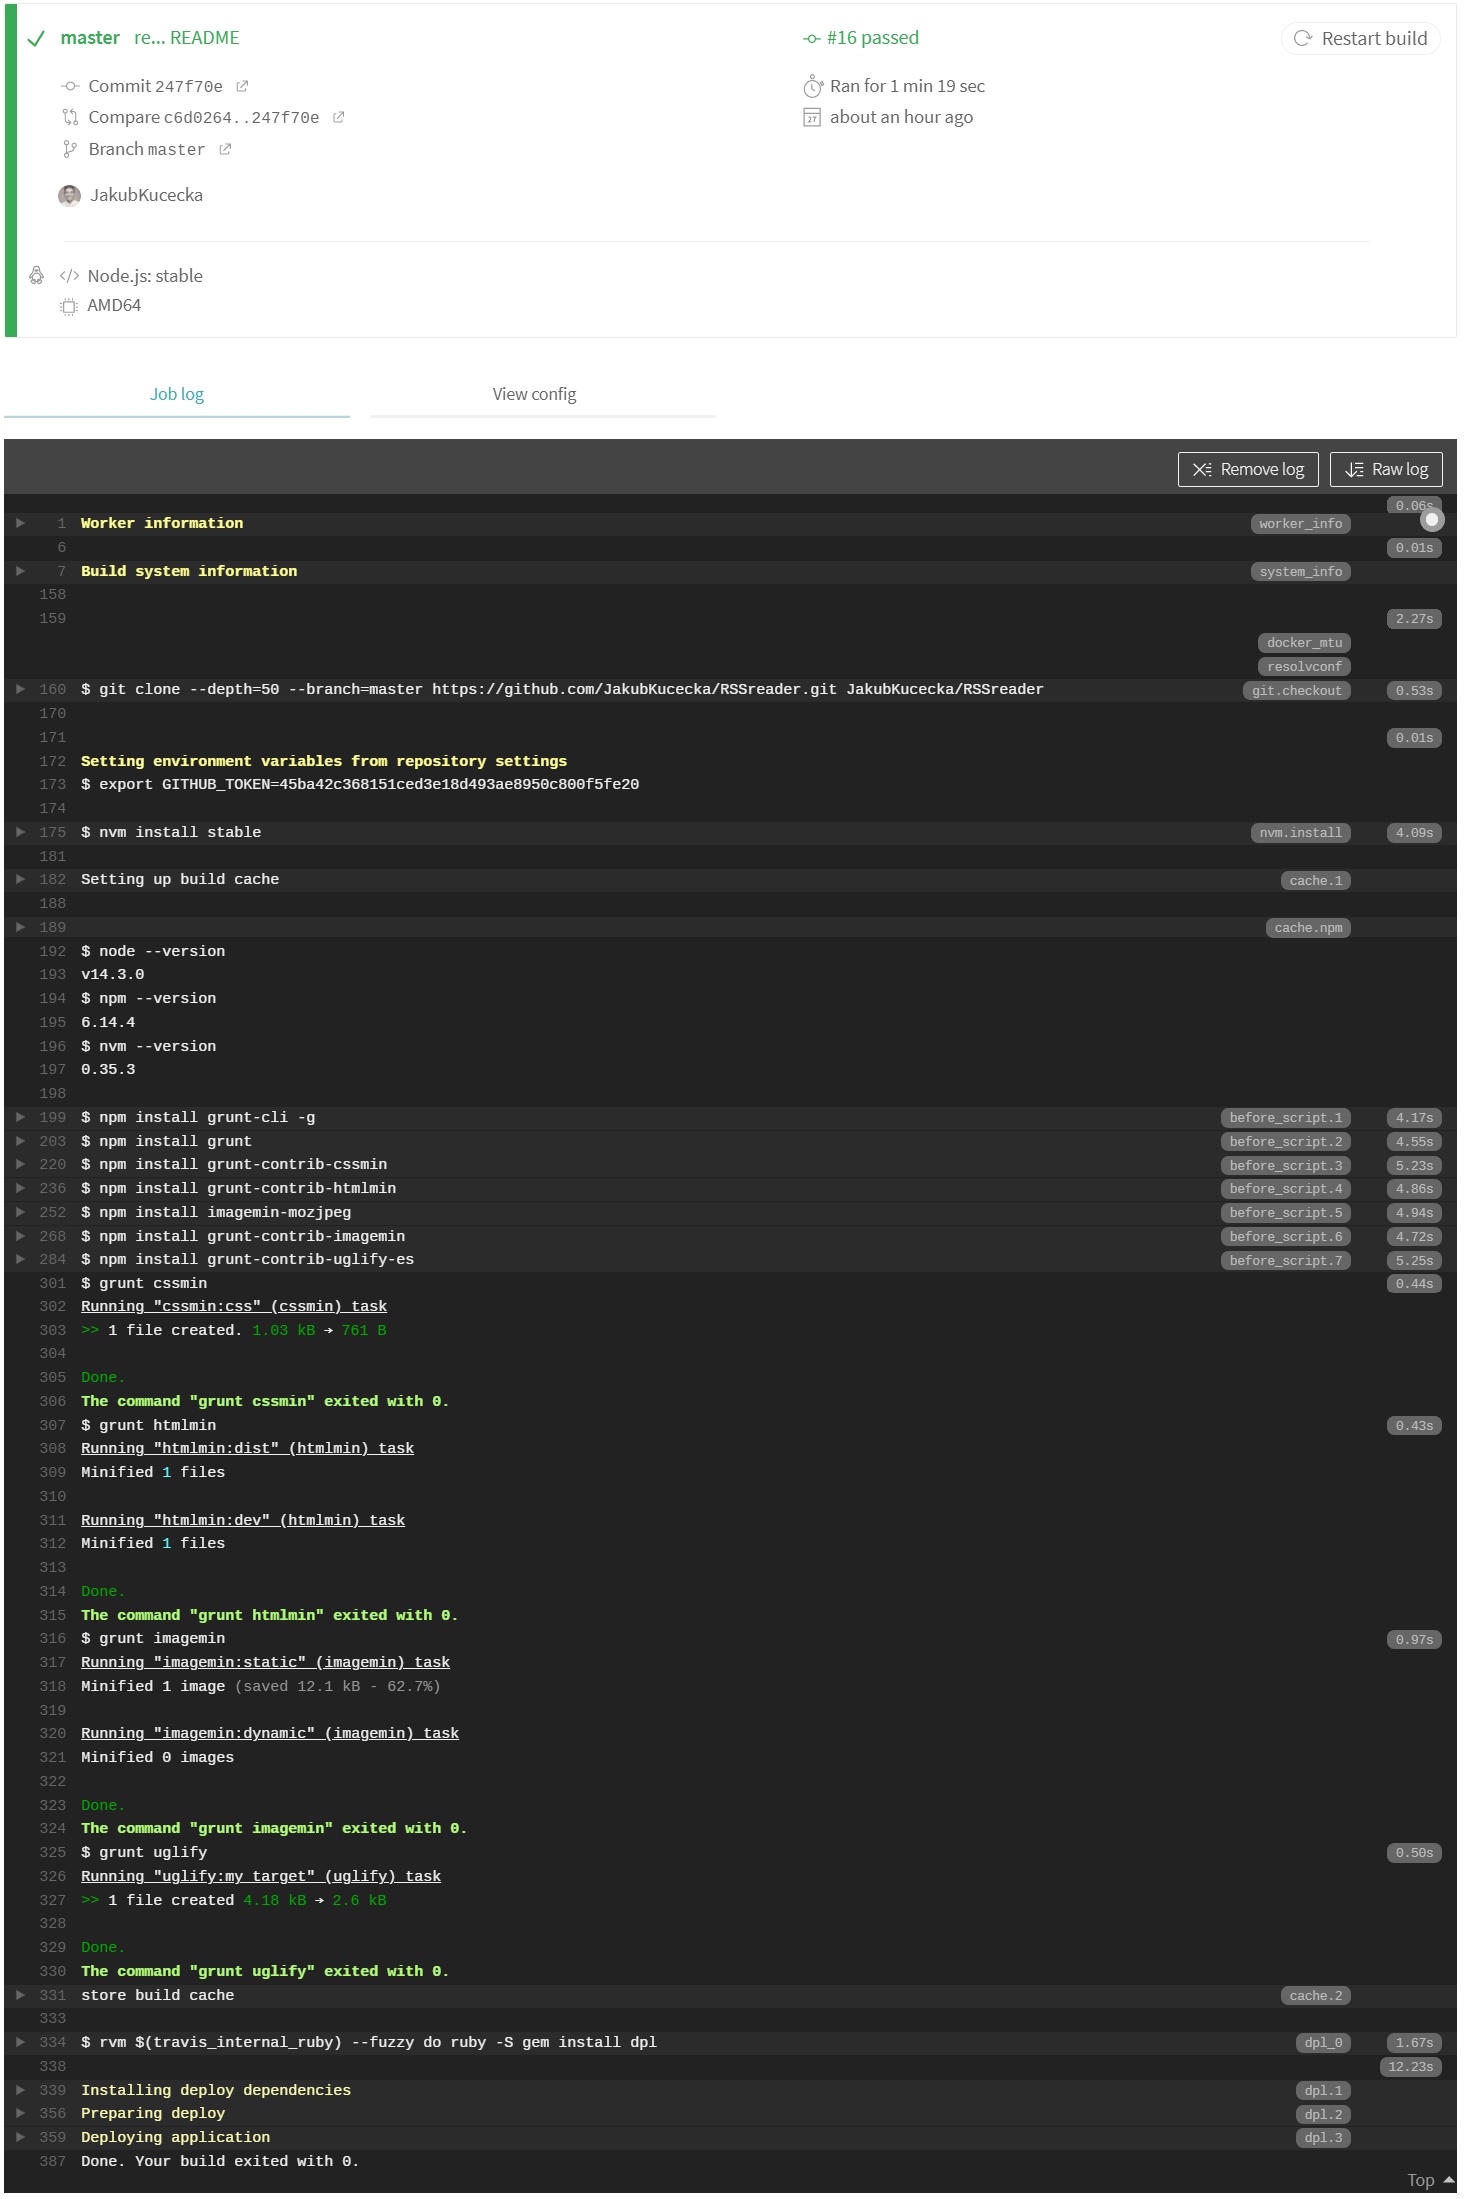 master re... README
#16 passed
Restart build
Commit 247f70e
Ran for 1 min 19 sec
Compare c6d0264..247f70e
about an hour ago
Branch master
JakubKucecka
Node.js: stable
AMD64
Job log
View config
Remove log
Raw log
0.06s
1 Worker information worker_info
6 0.01s
7 Build system information system_info
158
159 2.27s
docker_mtu
resolvconf
160 $ git clone --depth=50 --branch=master https://github.com/JakubKucecka/RSSreader.git JakubKucecka/RSSreader git.checkout 0.53s
170
171 0.01s
172 Setting environment variables from repository settings
173 $ export GITHUB_TOKEN=45ba42c368151ced3e18d493ae8950c800f5fe20
174
175 $ nvm install stable nvm.install 4.09s
181
182 Setting up build cache cache.1
188
189 cache.npm
192 $ node --version
193 v14.3.0
194 $ npm --version
195 6.14.4
196 $ nvm --version
197 0.35.3
198
199 $ npm install grunt-cli -g before_script.1 4.17s
203 $ npm install grunt before_script.2 4.55s
220 $ npm install grunt-contrib-cssmin before_script.3 5.23s
236 $ npm install grunt-contrib-htmlmin before_script.4 4.86s
252 $ npm install imagemin-mozjpeg before_script.5 4.94s
268 $ npm install grunt-contrib-imagemin before_script.6 4.72s
284 $ npm install grunt-contrib-uglify-es before_script.7 5.25s
301 $ grunt cssmin 0.44s
302 Running "cssmin:css" (cssmin) task
303 >> 1 file created. 1.03 kB → 761 B
304
305 Done.
306 The command "grunt cssmin" exited with 0.
307 $ grunt htmlmin 0.43s
308 Running "htmlmin:dist" (htmlmin) task
309 Minified 1 files
310
311 Running "htmlmin:dev" (htmlmin) task
312 Minified 1 files
313
314 Done.
315 The command "grunt htmlmin" exited with 0.
316 $ grunt imagemin 0.97s
317 Running "imagemin:static" (imagemin) task
318 Minified 1 image (saved 12.1 kB - 62.7%)
319
320 Running "imagemin:dynamic" (imagemin) task
321 Minified 0 images
322
323 Done.
324 The command "grunt imagemin" exited with 0.
325 $ grunt uglify 0.50s
326 Running "uglify:my_target" (uglify) task
327 >> 1 file created 4.18 kB → 2.6 kB
328
329 Done.
330 The command "grunt uglify" exited with 0.
331 store build cache cache.2
333
334 $ rvm $(travis_internal_ruby) --fuzzy do ruby -S gem install dpl dpl_0 1.67s
338 12.23s
339 Installing deploy dependencies dpl.1
356 Preparing deploy dpl.2
359 Deploying application dpl.3
387 Done. Your build exited with 0.
Top